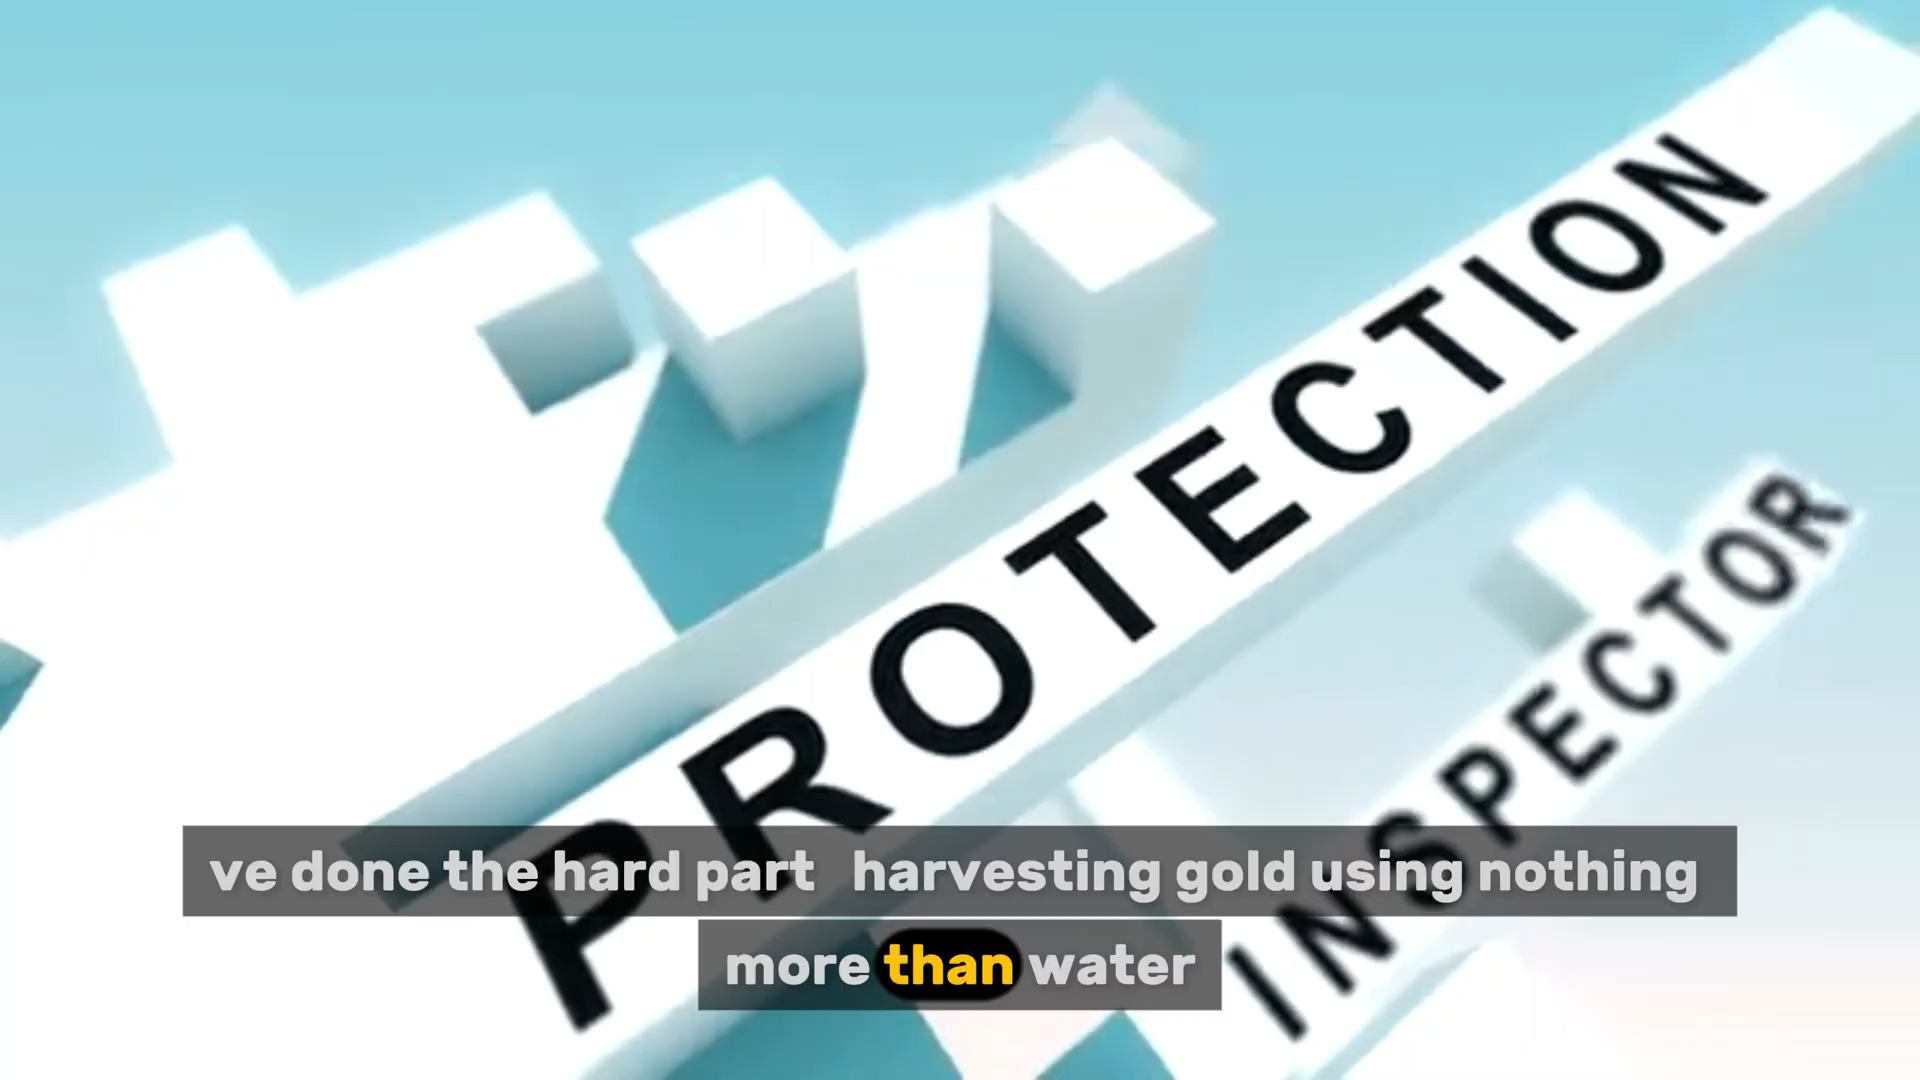 PROTECTION
INSPECTOR
ve done the hard part harvesting gold using nothing
more than water